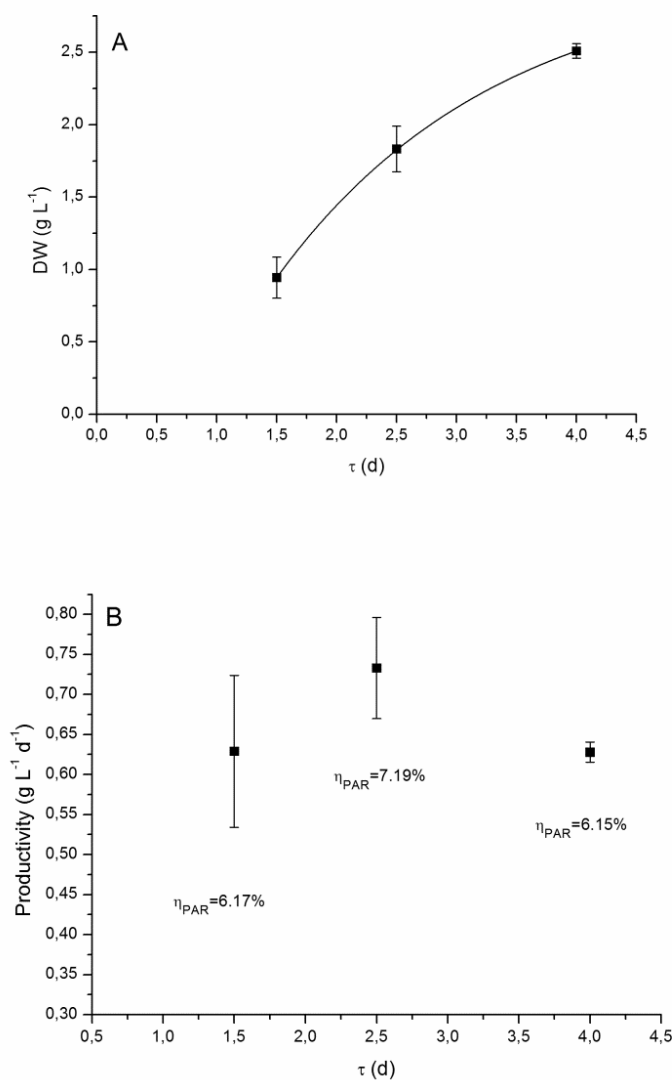 A
2,5
2,0
1,5
1,0
0,5
0,0
DW (g L⁻¹)
0,0 0,5 1,0 1,5 2,0 2,5 3,0 3,5 4,0 4,5
τ (d)
B
0,80
0,75
0,70
0,65
0,60
0,55
0,50
0,45
0,40
0,35
0,30
Productivity (g L⁻¹ d⁻¹)
η_PAR=7.19%
η_PAR=6.15%
η_PAR=6.17%
0,5 1,0 1,5 2,0 2,5 3,0 3,5 4,0 4,5
τ (d)